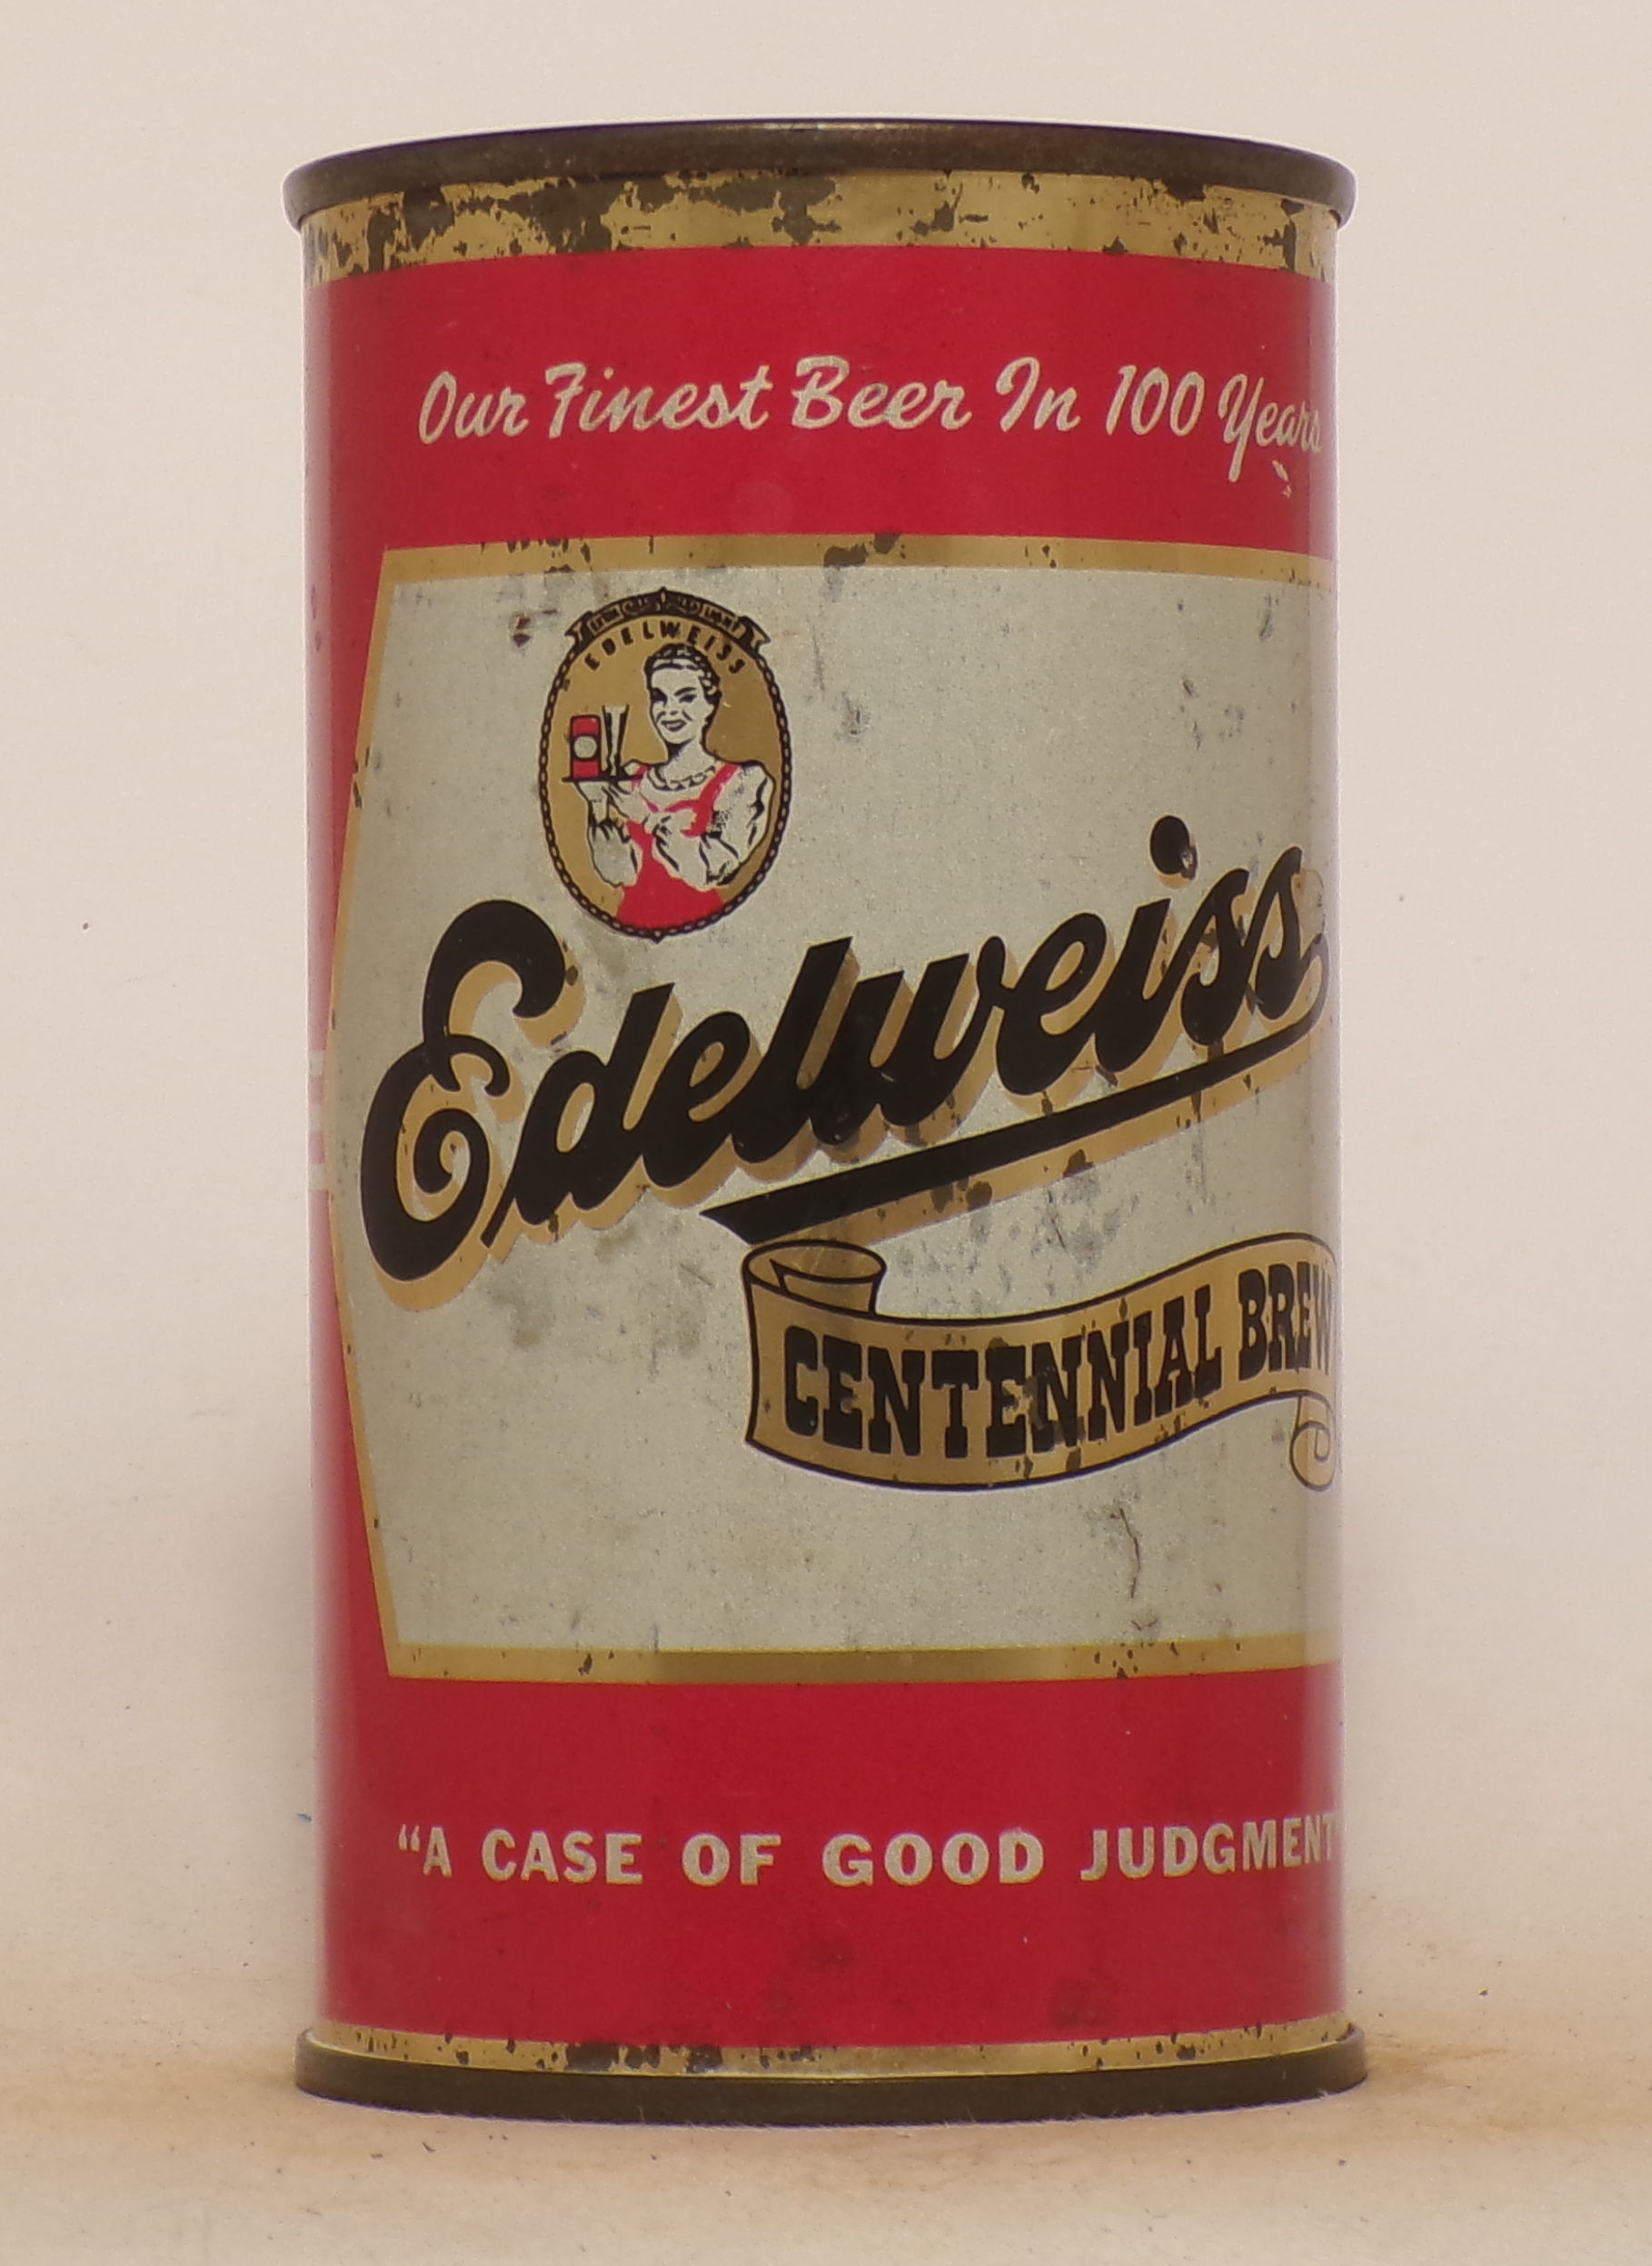 Our Finest Beer In 100 Years
EDELWEISS
Edelweiss
CENTENNIAL BREW
"A CASE OF GOOD JUDGMENT"